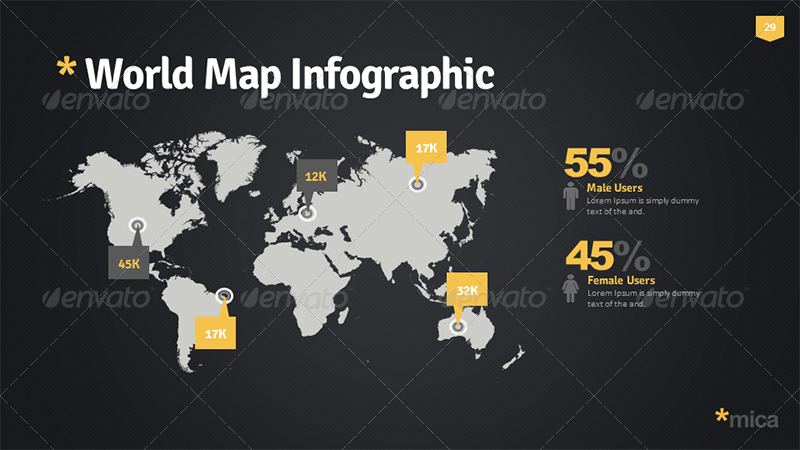 29
* World Map Infographic
envato envato envato envato
17K
12K
45K
17K
32K
55%
Male Users
Lorem Ipsum is simply dummy
text of the and.
45%
Female Users
Lorem Ipsum is simply dummy
text of the and.
envato envato envato envato
*mica